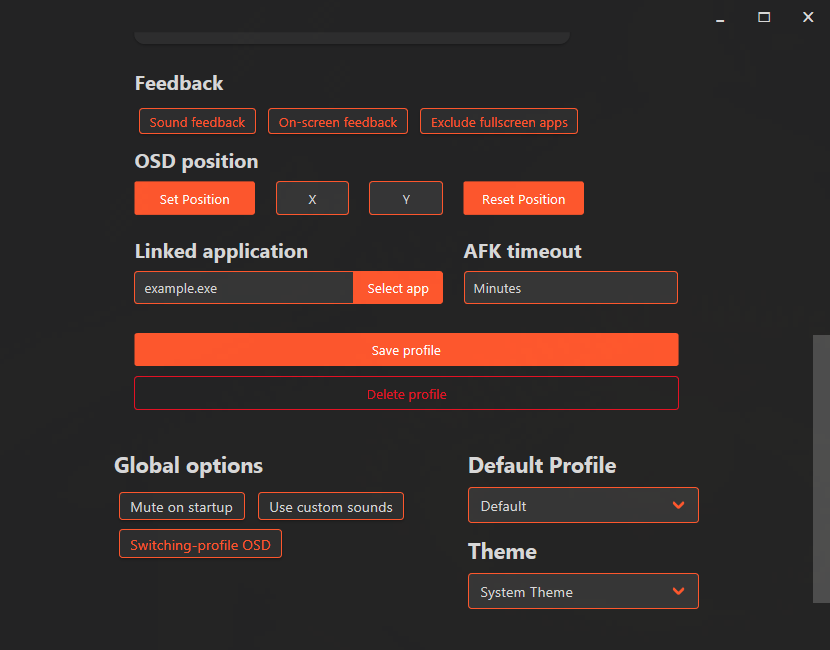 Feedback
Sound feedback On-screen feedback Exclude fullscreen apps
OSD position
Set Position X Y Reset Position
Linked application AFK timeout
example.exe Select app Minutes
Save profile
Delete profile
Global options Default Profile
Mute on startup Use custom sounds Default
Switching-profile OSD
Theme
System Theme